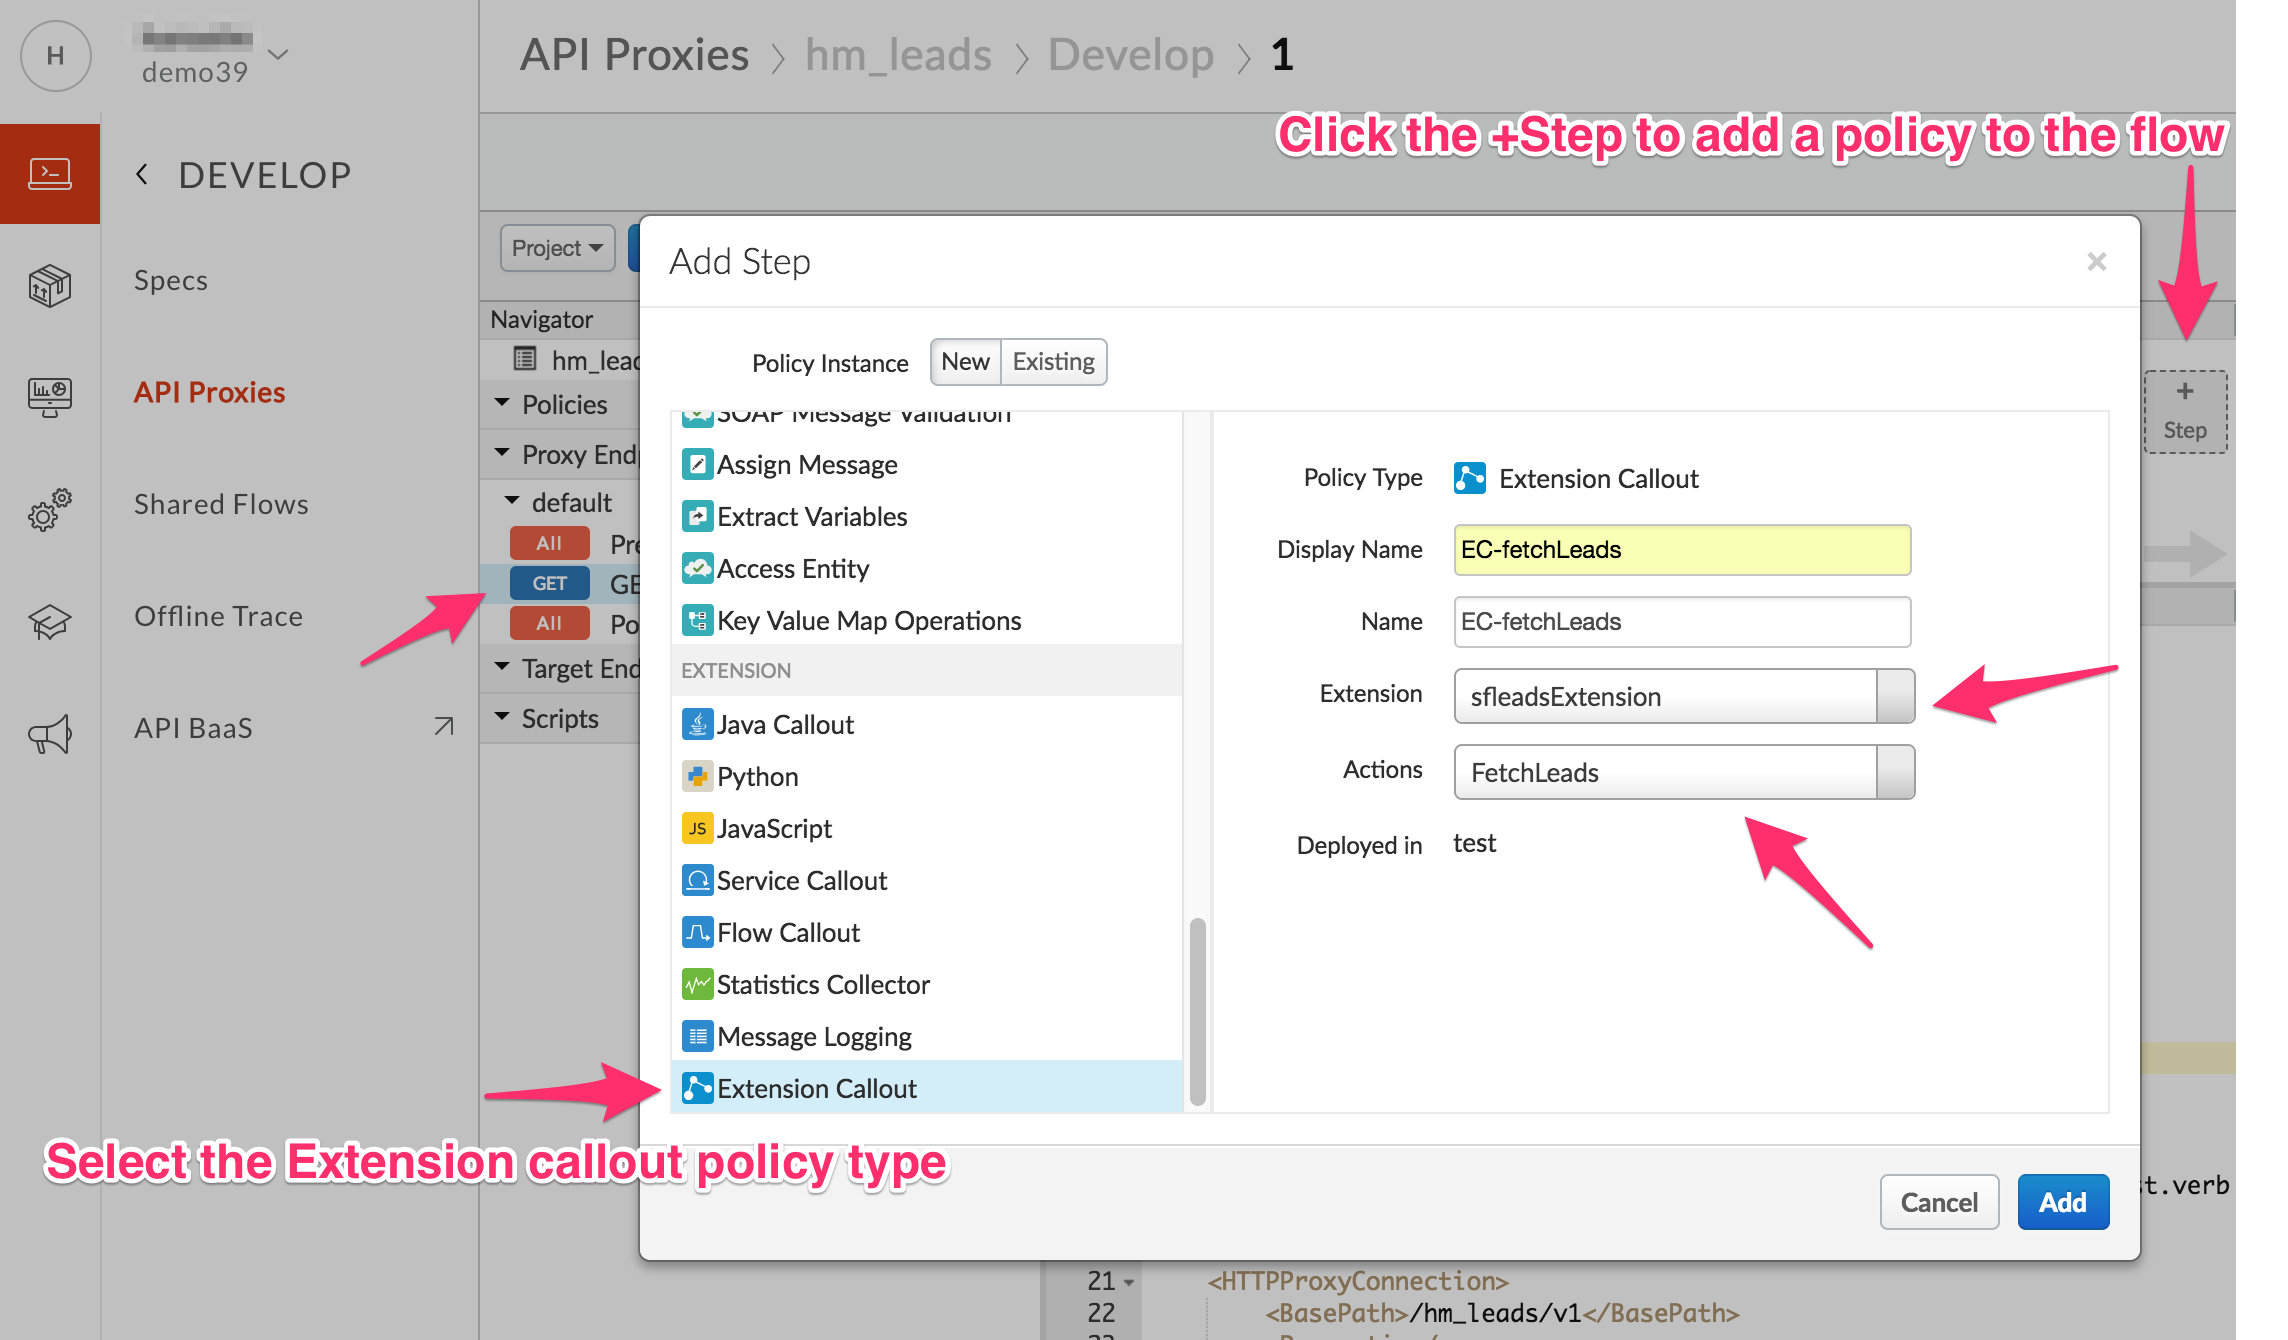 H
demo39
API Proxies > hm_leads > Develop > 1
Click the +Step to add a policy to the flow
DEVELOP
Specs
API Proxies
Shared Flows
Offline Trace
API BaaS
Project
Navigator
hm_lead
Policies
Proxy Endp
default
All Pre
GET GE
All Po
Target End
Scripts
Add Step
×
Policy Instance New Existing
SOAP Message Validation
Assign Message
Extract Variables
Access Entity
Key Value Map Operations
EXTENSION
Java Callout
Python
JS JavaScript
Service Callout
Flow Callout
Statistics Collector
Message Logging
Extension Callout
Policy Type Extension Callout
Display Name EC-fetchLeads
Name EC-fetchLeads
Extension sfleadsExtension
Actions FetchLeads
Deployed in test
+
Step
Select the Extension callout policy type
Cancel Add
st.verb
21 <HTTPProxyConnection>
22 <BasePath>/hm_leads/v1</BasePath>